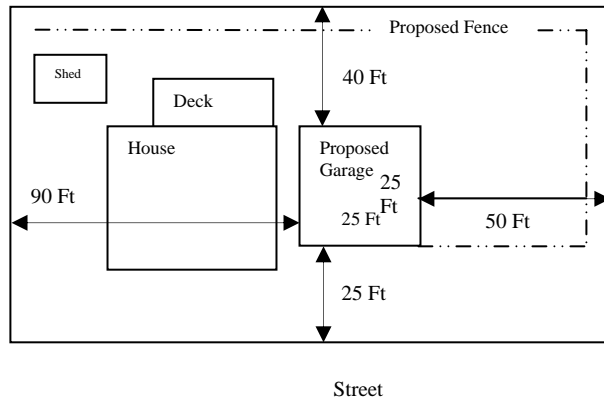 Proposed Fence
Shed
40 Ft
Deck
House
Proposed
Garage
25
Ft
25 Ft
90 Ft
50 Ft
25 Ft
Street